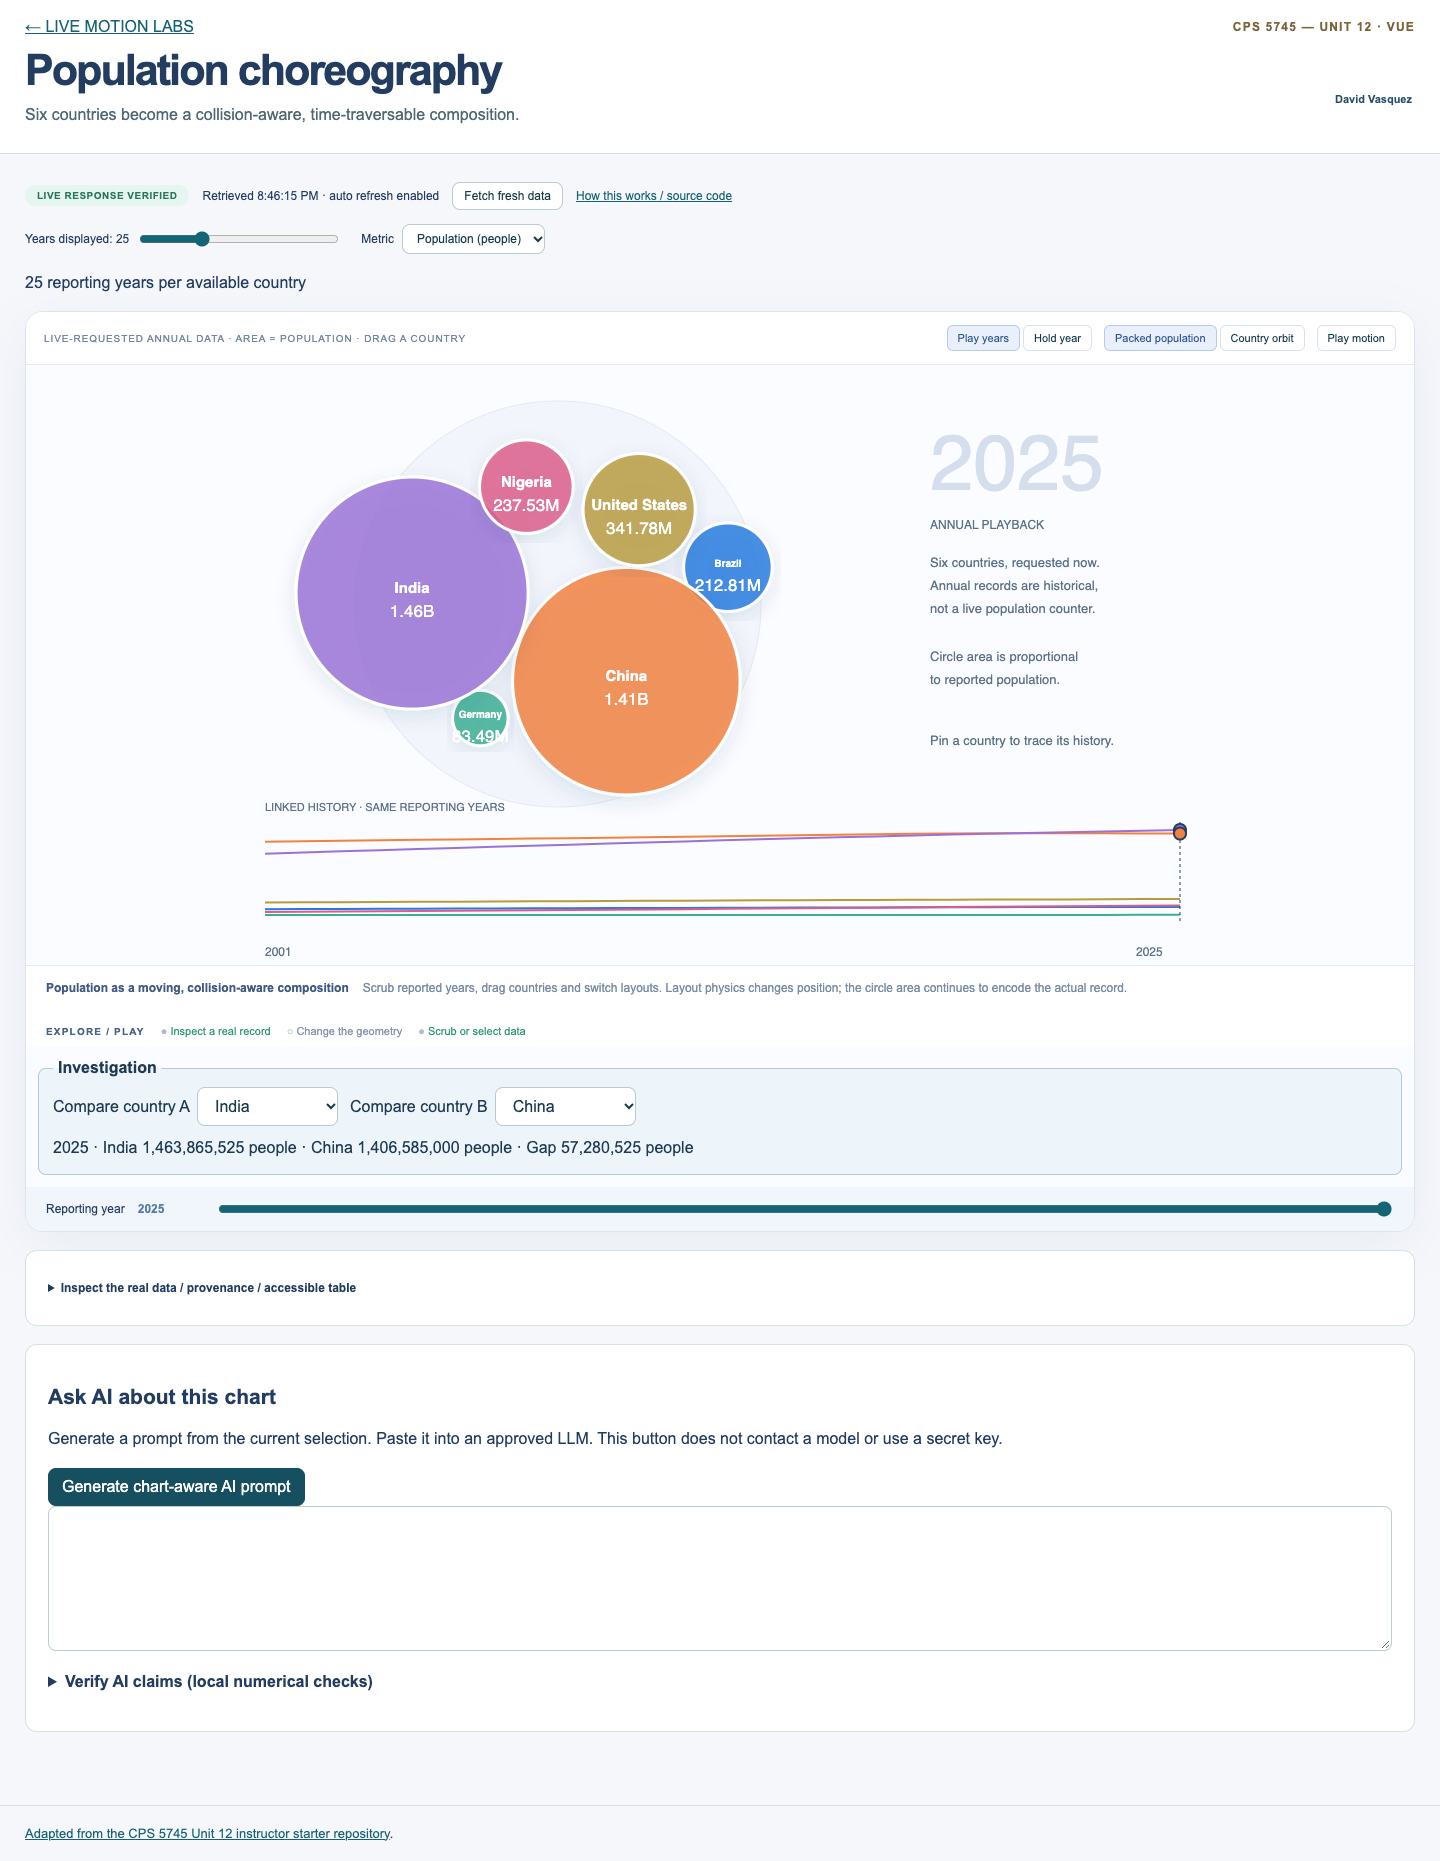 ← LIVE MOTION LABS
CPS 5745 — UNIT 12 · VUE
Population choreography
David Vasquez
Six countries become a collision-aware, time-traversable composition.
LIVE RESPONSE VERIFIED
Retrieved 8:46:15 PM · auto refresh enabled
Fetch fresh data
How this works / source code
Years displayed: 25
Metric
Population (people)
25 reporting years per available country
LIVE-REQUESTED ANNUAL DATA · AREA = POPULATION · DRAG A COUNTRY
Play years
Hold year
Packed population
Country orbit
Play motion
Nigeria
237.53M
United States
341.78M
Brazil
212.81M
India
1.46B
China
1.41B
Germany
83.49M
2025
ANNUAL PLAYBACK
Six countries, requested now.
Annual records are historical,
not a live population counter.
Circle area is proportional
to reported population.
Pin a country to trace its history.
LINKED HISTORY · SAME REPORTING YEARS
2001
2025
Population as a moving, collision-aware composition
Scrub reported years, drag countries and switch layouts. Layout physics changes position; the circle area continues to encode the actual record.
EXPLORE / PLAY
● Inspect a real record
○ Change the geometry
● Scrub or select data
Investigation
Compare country A
India
Compare country B
China
2025 · India 1,463,865,525 people · China 1,406,585,000 people · Gap 57,280,525 people
Reporting year 2025
▶ Inspect the real data / provenance / accessible table
Ask AI about this chart
Generate a prompt from the current selection. Paste it into an approved LLM. This button does not contact a model or use a secret key.
Generate chart-aware AI prompt
▶ Verify AI claims (local numerical checks)
Adapted from the CPS 5745 Unit 12 instructor starter repository.